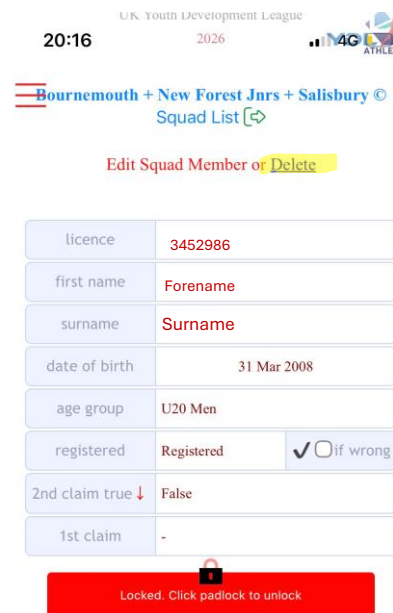 UK Youth Development League
20:16
2026
4G
ATHLE
Bournemouth + New Forest Jnrs + Salisbury ©
Squad List
Edit Squad Member or Delete
licence 3452986
first name Forename
surname Surname
date of birth 31 Mar 2008
age group U20 Men
registered Registered if wrong
2nd claim true ↓ False
1st claim -
Locked. Click padlock to unlock